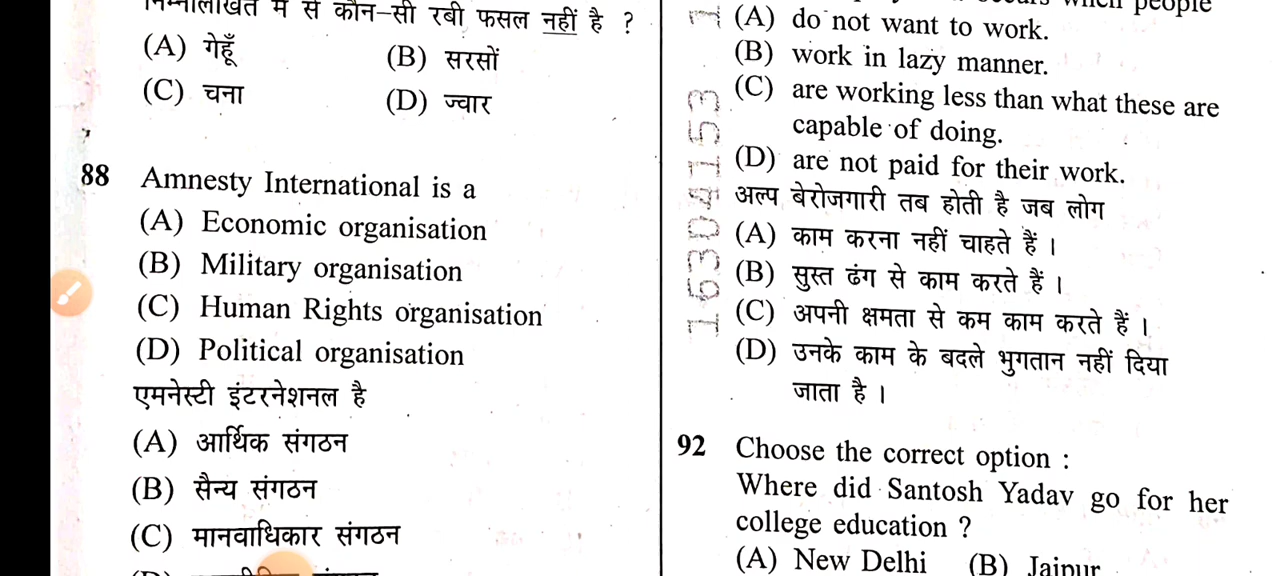 निम्नलिखित में से कौन-सी रबी फसल नहीं है ?
(A) गेहूँ (B) सरसों
(C) चना (D) ज्वार
88 Amnesty International is a
(A) Economic organisation
(B) Military organisation
(C) Human Rights organisation
(D) Political organisation
एमनेस्टी इंटरनेशनल है
(A) आर्थिक संगठन
(B) सैन्य संगठन
(C) मानवाधिकार संगठन
when people
(A) do not want to work.
(B) work in lazy manner.
(C) are working less than what these are
capable of doing.
(D) are not paid for their work.
अल्प बेरोजगारी तब होती है जब लोग
(A) काम करना नहीं चाहते हैं ।
(B) सुस्त ढंग से काम करते हैं ।
(C) अपनी क्षमता से कम काम करते हैं ।
(D) उनके काम के बदले भुगतान नहीं दिया
जाता है ।
92 Choose the correct option :
Where did Santosh Yadav go for her
college education ?
(A) New Delhi (B) Jaipur